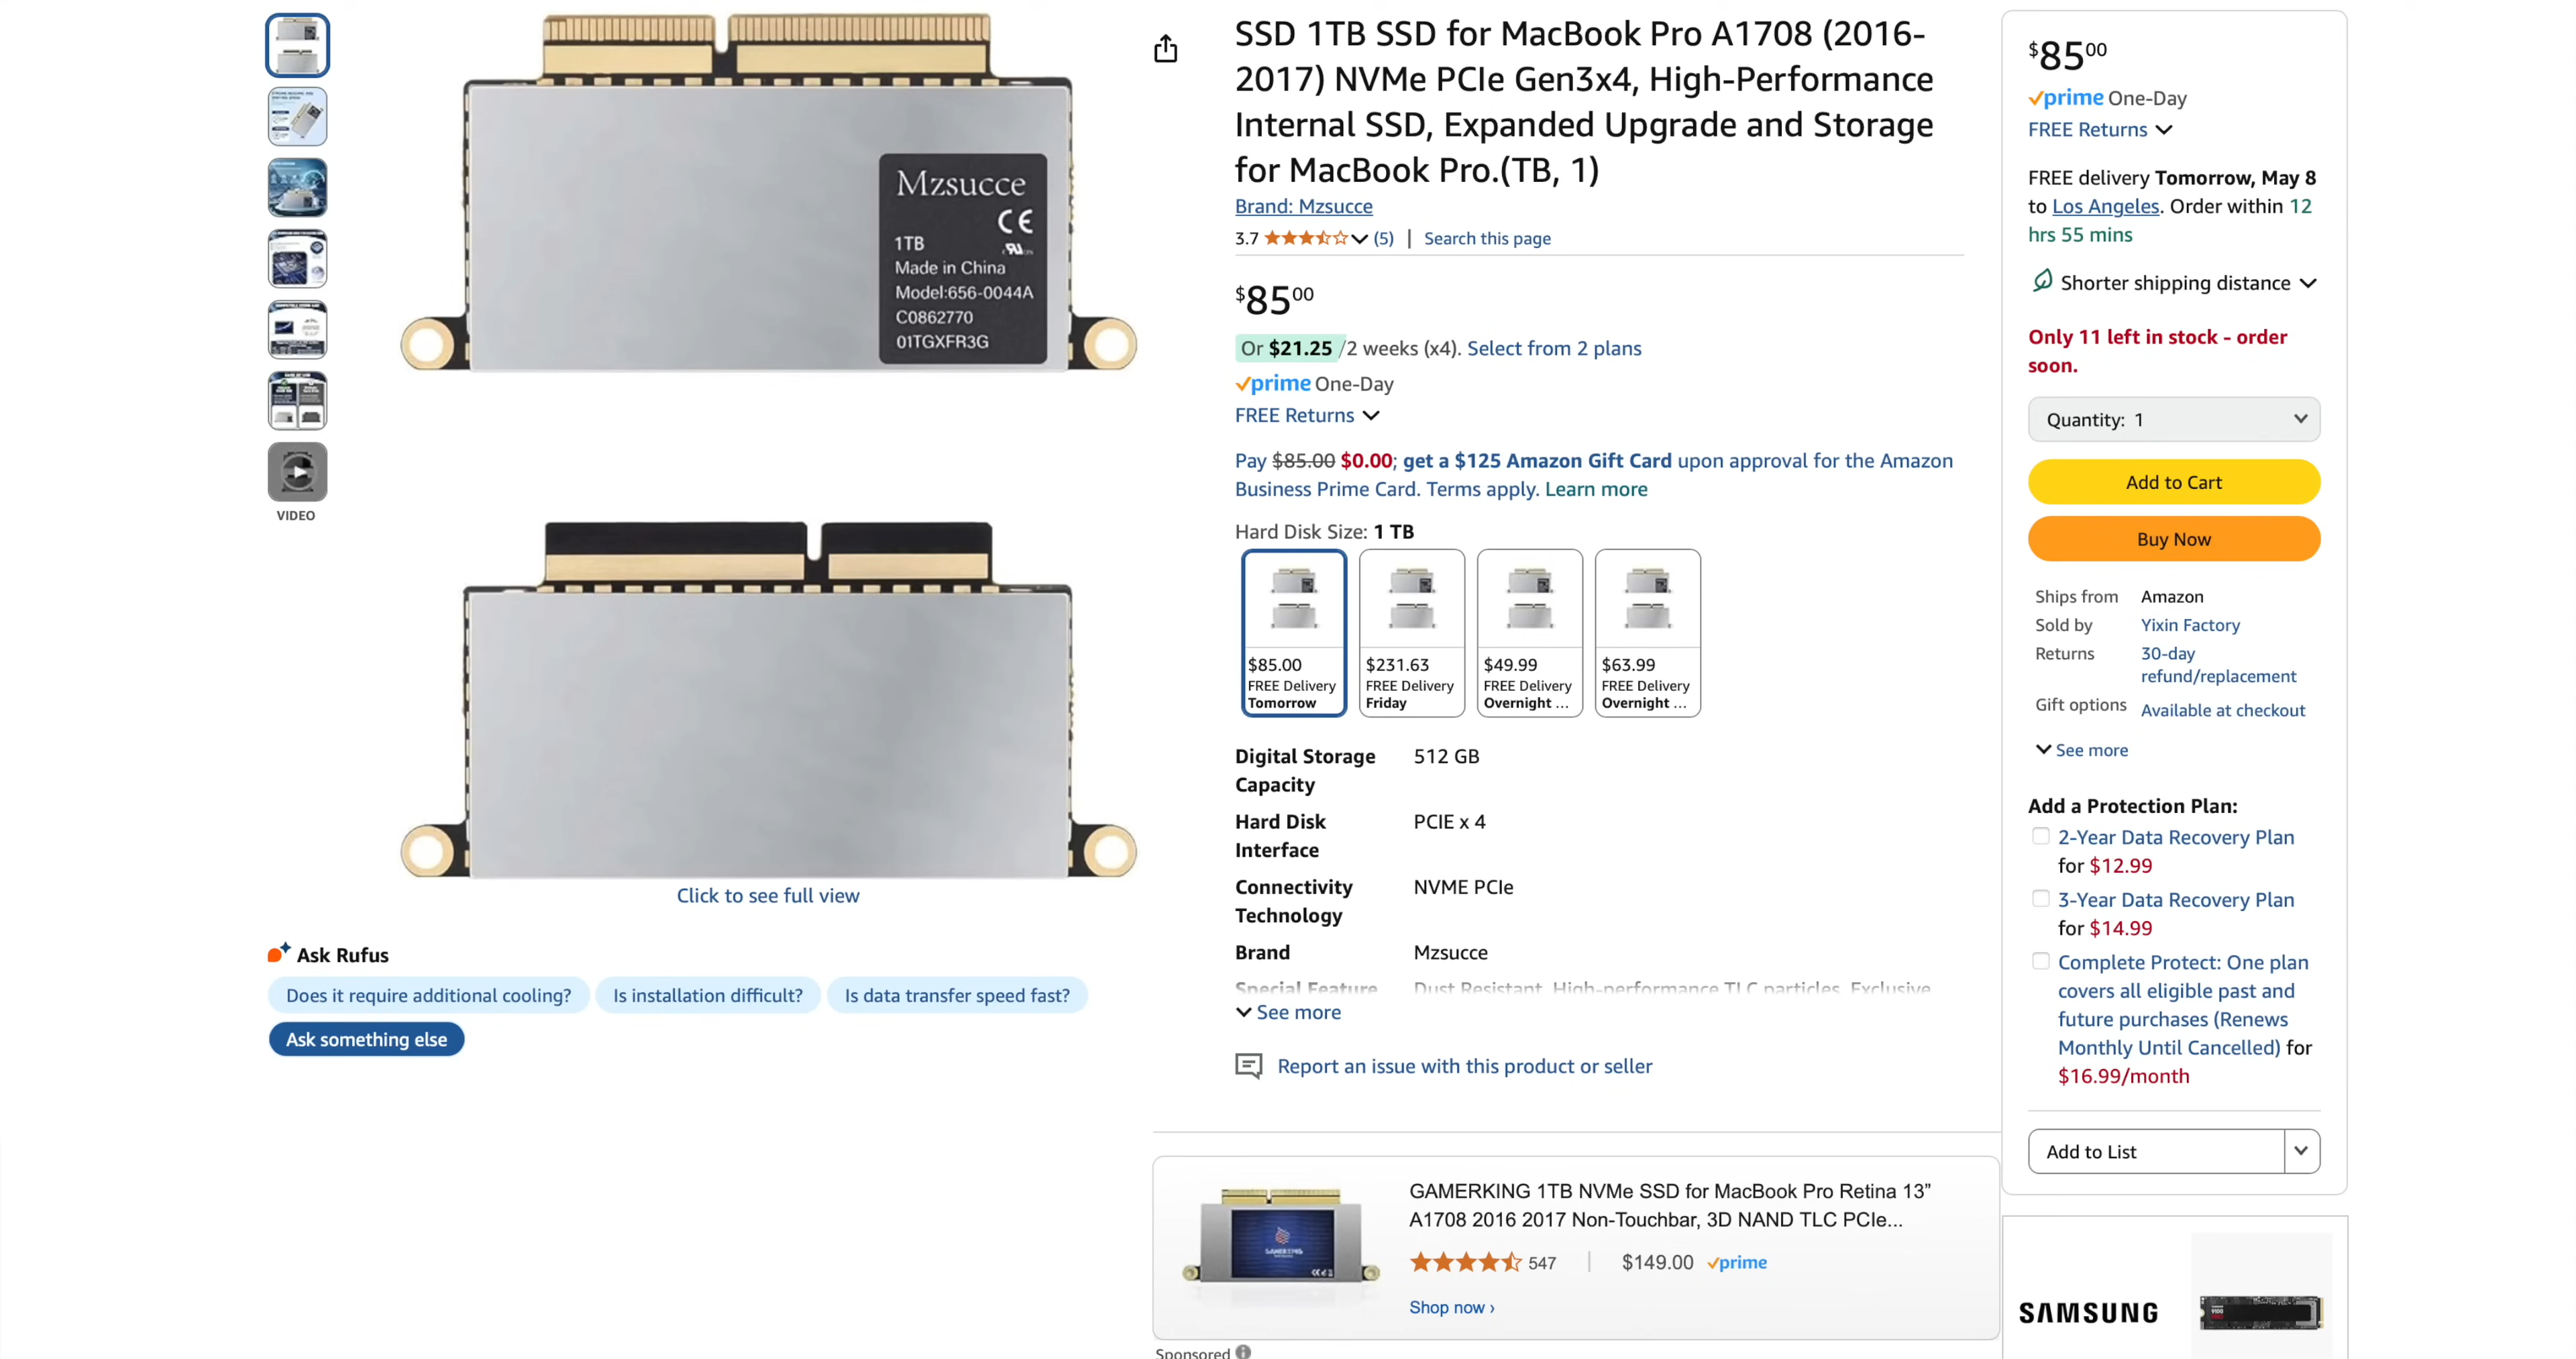 SSD 1TB SSD for MacBook Pro A1708 (2016-
2017) NVMe PCIe Gen3x4, High-Performance
Internal SSD, Expanded Upgrade and Storage
for MacBook Pro.(TB, 1)
Brand: Mzsucce
3.7 (5) | Search this page
$85 00
Or $21.25 /2 weeks (x4). Select from 2 plans
prime One-Day
FREE Returns
Pay $85.00 $0.00; get a $125 Amazon Gift Card upon approval for the Amazon
Business Prime Card. Terms apply. Learn more
Hard Disk Size: 1 TB
$85.00
FREE Delivery
Tomorrow
$231.63
FREE Delivery
Friday
$49.99
FREE Delivery
Overnight ...
$63.99
FREE Delivery
Overnight ...
Digital Storage
Capacity
512 GB
Hard Disk
Interface
PCIE x 4
Connectivity
Technology
NVME PCIe
Brand
Mzsucce
Special Feature
Dust Resistant, High-performance TLC particles, Exclusive
See more
Report an issue with this product or seller
Mzsucce
CE
1TB
Made in China
Model:656-0044A
C0862770
01TGXFR3G
VIDEO
Click to see full view
Ask Rufus
Does it require additional cooling?
Is installation difficult?
Is data transfer speed fast?
Ask something else
$85 00
prime One-Day
FREE Returns
FREE delivery Tomorrow, May 8
to Los Angeles. Order within 12
hrs 55 mins
Shorter shipping distance
Only 11 left in stock - order
soon.
Quantity: 1
Add to Cart
Buy Now
Ships from Amazon
Sold by Yixin Factory
Returns 30-day
refund/replacement
Gift options Available at checkout
See more
Add a Protection Plan:
2-Year Data Recovery Plan
for $12.99
3-Year Data Recovery Plan
for $14.99
Complete Protect: One plan
covers all eligible past and
future purchases (Renews
Monthly Until Cancelled) for
$16.99/month
Add to List
GAMERKING 1TB NVMe SSD for MacBook Pro Retina 13”
A1708 2016 2017 Non-Touchbar, 3D NAND TLC PCIe...
547 | $149.00 prime
Shop now ›
GAMERKING
Sponsored
SAMSUNG